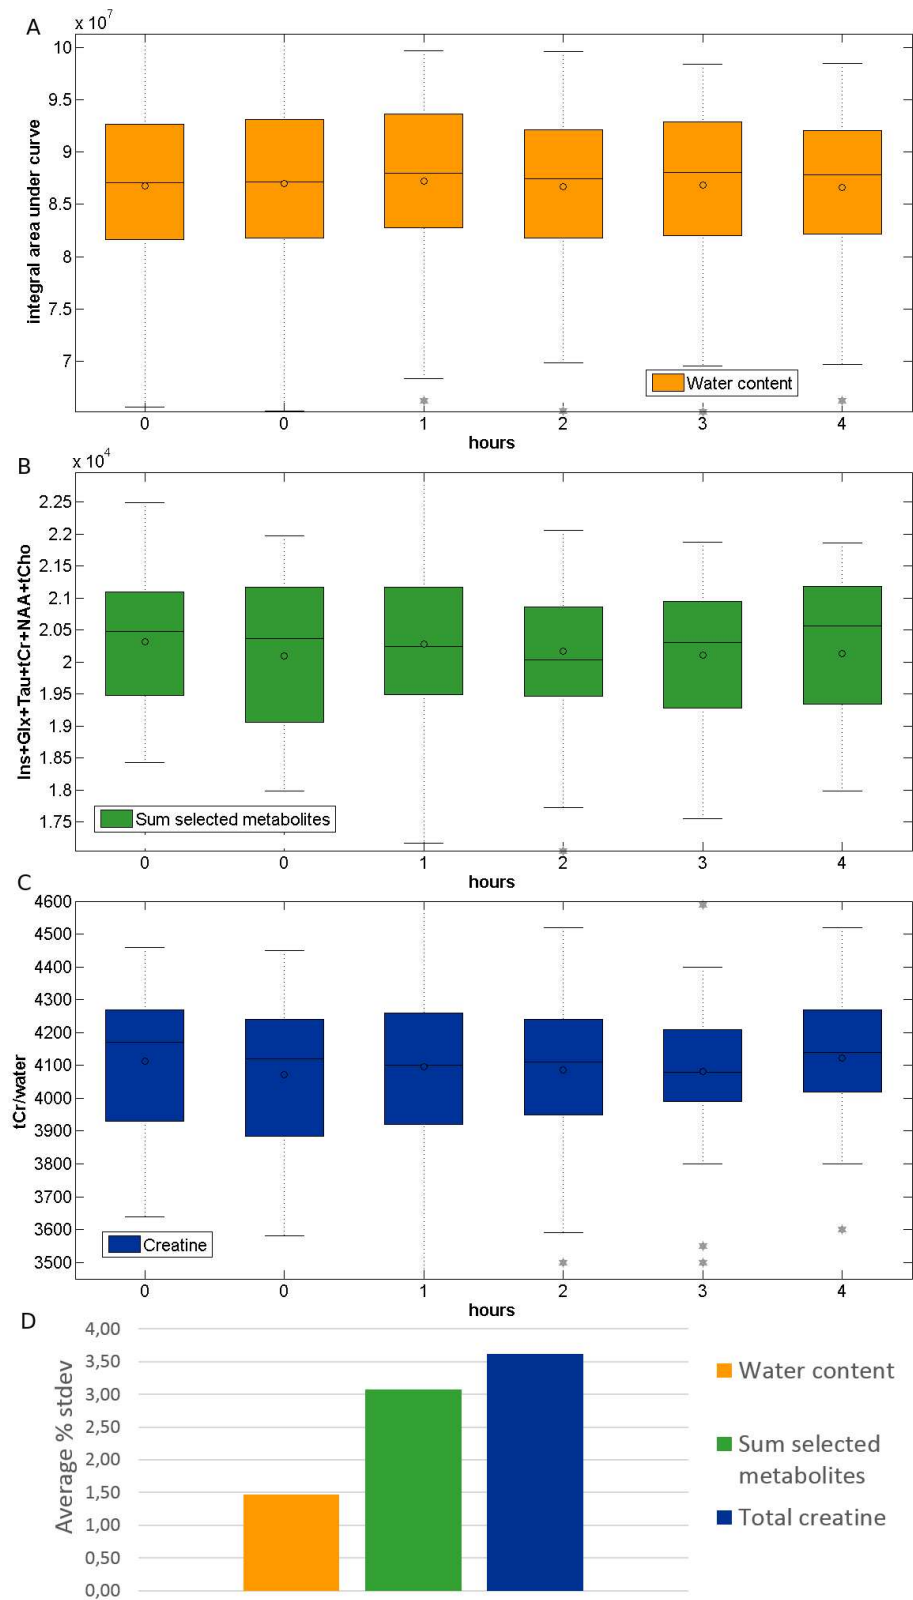 A
x 10^7
10
9.5
9
8.5
8
7.5
7
integral area under curve
Water content
0 0 1 2 3 4
hours
B
x 10^4
2.25
2.2
2.15
2.1
2.05
2
1.95
1.9
1.85
1.8
1.75
Ins+Glx+Tau+tCr+NAA+tCho
Sum selected metabolites
0 0 1 2 3 4
hours
C
4600
4500
4400
4300
4200
4100
4000
3900
3800
3700
3600
3500
tCr/water
Creatine
0 0 1 2 3 4
hours
D
4,00
3,50
3,00
2,50
2,00
1,50
1,00
0,50
0,00
Average % stdev
Water content
Sum selected
metabolites
Total creatine